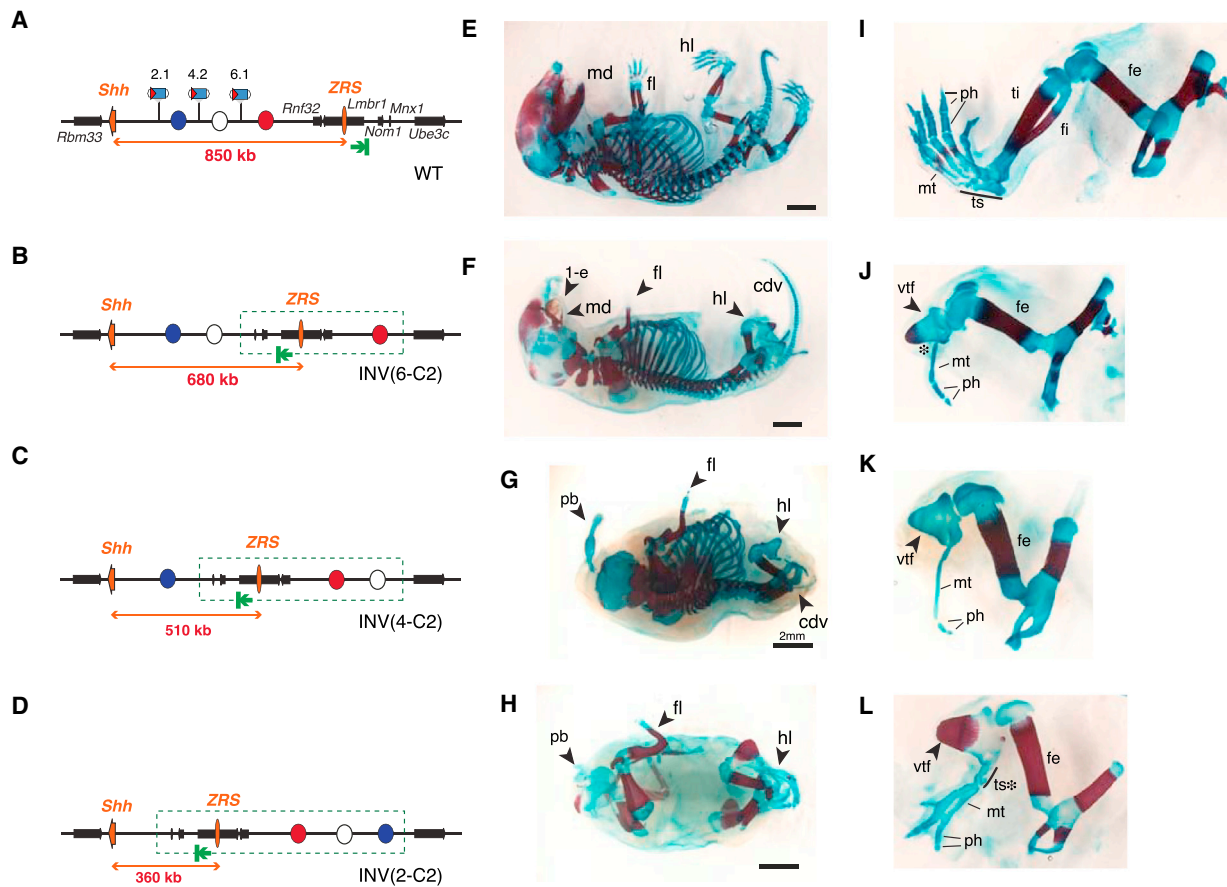 A
2.1 4.2 6.1
Shh
ZRS
Rnf32
Lmbr1
Mnx1
Rbm33
Nom1
Ube3c
850 kb
WT
B
Shh
ZRS
680 kb
INV(6-C2)
C
Shh
ZRS
510 kb
INV(4-C2)
D
Shh
ZRS
360 kb
INV(2-C2)
E
md
fl
hl
F
1-e
md
fl
hl
cdv
G
pb
fl
hl
cdv
2mm
H
pb
fl
hl
I
ph
ti
fe
fi
mt
ts
J
vtf
fe
*
mt
ph
K
vtf
fe
mt
ph
L
vtf
fe
ts*
mt
ph